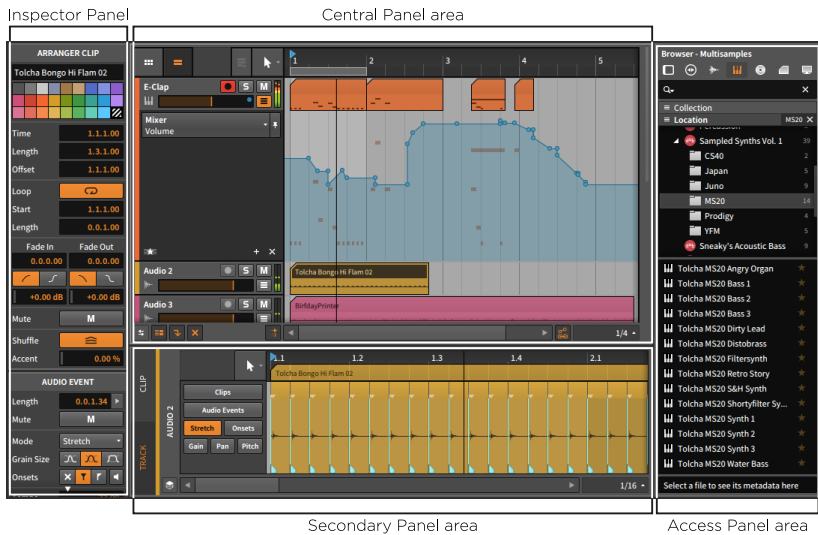 Inspector Panel
Central Panel area
ARRANGER CLIP
Tolcha Bongo Hi Flam 02
Time 1.1.1.00
Length 1.3.1.00
Offset 1.1.1.00
Loop
Start 1.1.1.00
Length 0.0.1.00
Fade In Fade Out
0.0.0.00 0.0.0.00
+0.00 dB +0.00 dB
Mute M
Shuffle
Accent 0.00 %
AUDIO EVENT
Length 0.0.1.34
Mute M
Mode Stretch
Grain Size
Onsets
1 2 3 4 5
E-Clap S M
Mixer
Volume
Audio 2 S M
Tolcha Bongo Hi Flam 02
Audio 3 S M
BirfdayPrinter
1/4
CLIP
TRACK
AUDIO 2
Clips
Audio Events
Stretch Onsets
Gain Pan Pitch
1.1 1.2 1.3 1.4 2.1
Tolcha Bongo Hi Flam 02
1/16
Browser - Multisamples
Collection
Location MS20
Sampled Synths Vol. 1 39
CS40 2
Japan 5
Juno 9
MS20 14
Prodigy 4
YFM 5
Sneaky's Acoustic Bass 9
Tolcha MS20 Angry Organ
Tolcha MS20 Bass 1
Tolcha MS20 Bass 2
Tolcha MS20 Bass 3
Tolcha MS20 Dirty Lead
Tolcha MS20 Distobrass
Tolcha MS20 Filtersynth
Tolcha MS20 Retro Story
Tolcha MS20 S&H Synth
Tolcha MS20 Shortyfilter Sy...
Tolcha MS20 Synth 1
Tolcha MS20 Synth 2
Tolcha MS20 Synth 3
Tolcha MS20 Water Bass
Select a file to see its metadata here
Secondary Panel area
Access Panel area